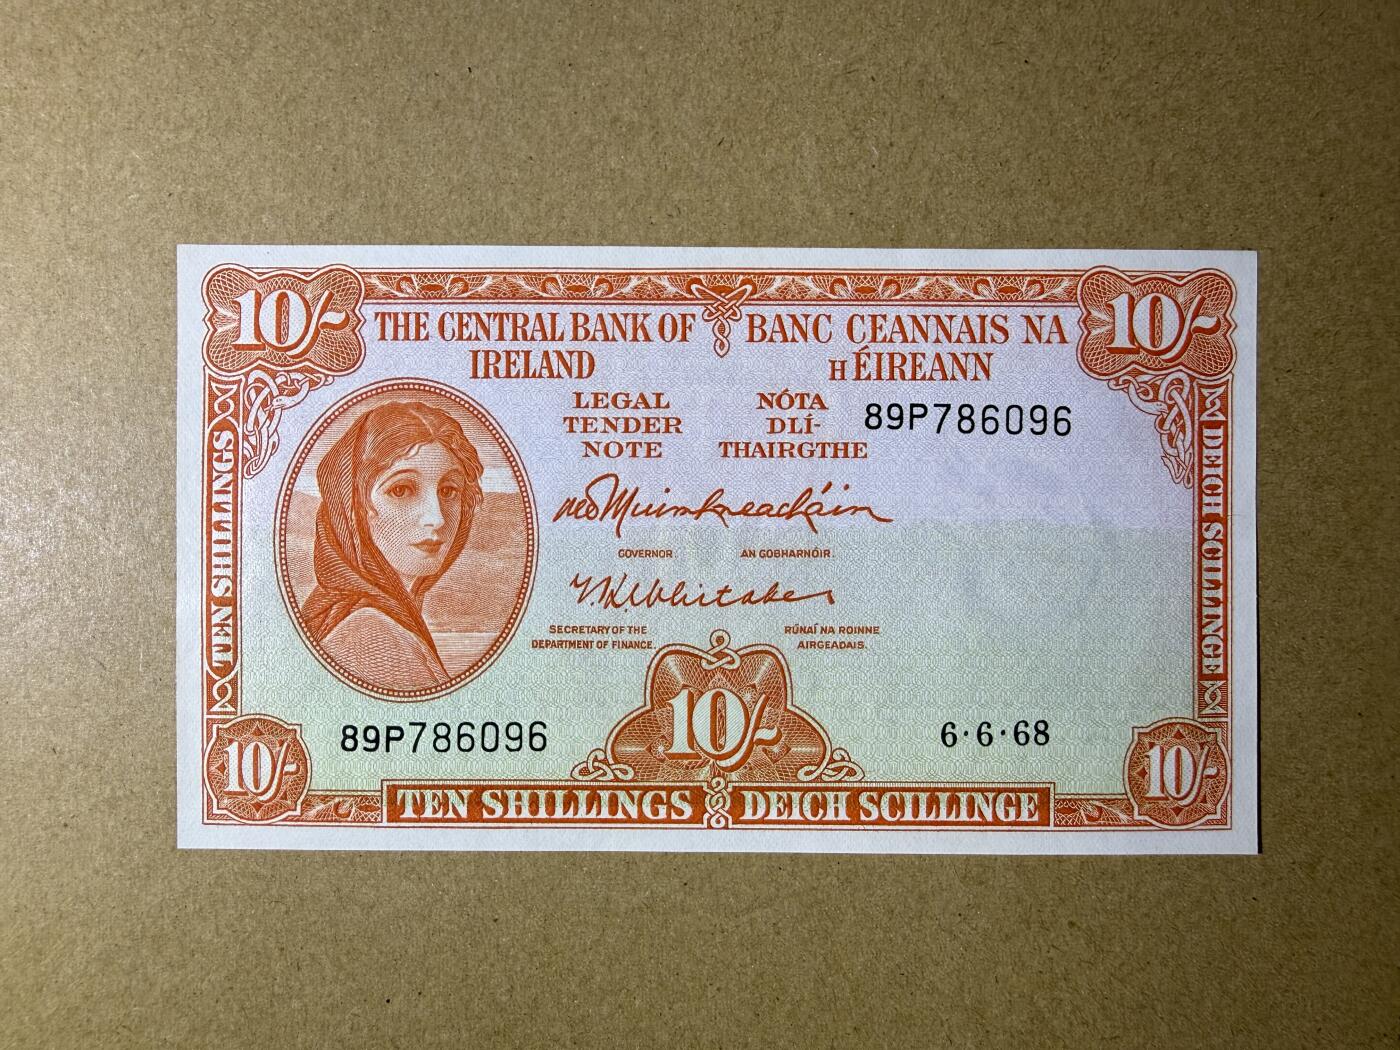 10/-
10/-
THE CENTRAL BANK OF
IRELAND
BANC CEANNAIS NA
H ÉIREANN
LEGAL
TENDER
NOTE
NÓTA
DLÍ-
THAIRGTHE
89P786096
TEN SHILLINGS
DEICH SCILLINGE
GOVERNOR.
AN GOBHARNÓIR.
T. K. Whitaker
SECRETARY OF THE
DEPARTMENT OF FINANCE.
RÚNAÍ NA ROINNE
AIRGEADAIS.
89P786096
10/-
6·6·68
10/-
10/-
TEN SHILLINGS
DEICH SCILLINGE